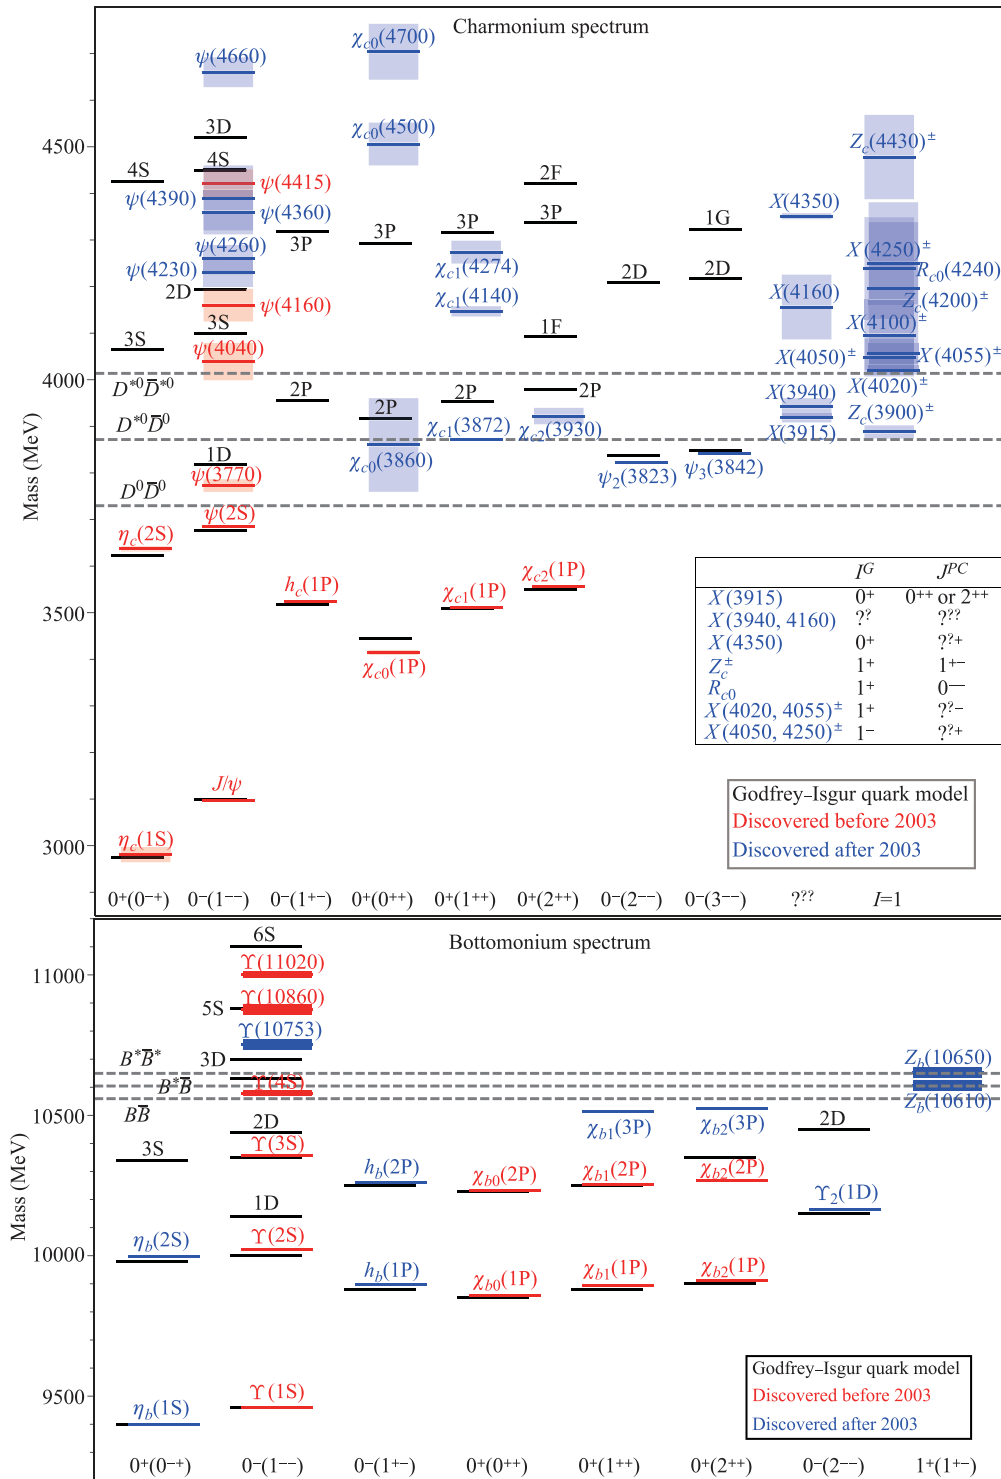 Charmonium spectrum
Mass (MeV)
4500
4000
3500
3000
χc0(4700)
ψ(4660)
χc0(4500)
Zc(4430)±
3D
4S
4S
ψ(4415)
2F
ψ(4390)
ψ(4360)
X(4350)
3P
3P
3P
3P
1G
ψ(4260)
X(4250)±
ψ(4230)
χc1(4274)
2D
2D
Rc0(4240)
2D
χc1(4140)
X(4160)
Zc(4200)±
ψ(4160)
3S
3S
1F
X(4100)±
ψ(4040)
X(4050)±
X(4055)±
D*0D̅*0
2P
2P
2P
2P
X(3940)
X(4020)±
D*0D̅0
χc1(3872)
χc2(3930)
X(3915)
Zc(3900)±
1D
χc0(3860)
ψ(3770)
ψ2(3823)
ψ3(3842)
D0D̅0
ψ(2S)
ηc(2S)
hc(1P)
χc1(1P)
χc2(1P)
χc0(1P)
IG JPC
X(3915) 0+ 0++ or 2++
X(3940, 4160) ?? ???
X(4350) 0+ ??+
Zc± 1+ 1+−
Rc0 1+ 0−−
X(4020, 4055)± 1+ ??−
X(4050, 4250)± 1− ??+
J/ψ
ηc(1S)
Godfrey–Isgur quark model
Discovered before 2003
Discovered after 2003
0+(0−+) 0−(1−−) 0−(1+−) 0+(0++) 0+(1++) 0+(2++) 0−(2−−) 0−(3−−) ??? I=1
Bottomonium spectrum
Mass (MeV)
11000
10500
10000
9500
6S
ϒ(11020)
5S
ϒ(10860)
ϒ(10753)
B*B̅*
3D
Zb(10650)
B*B̅
ϒ(4S)
BB̅
Zb(10610)
2D
χb1(3P)
χb2(3P)
2D
3S
ϒ(3S)
hb(2P)
χb0(2P)
χb1(2P)
χb2(2P)
1D
ϒ2(1D)
ηb(2S)
ϒ(2S)
hb(1P)
χb0(1P)
χb1(1P)
χb2(1P)
ηb(1S)
ϒ(1S)
Godfrey–Isgur quark model
Discovered before 2003
Discovered after 2003
0+(0−+) 0−(1−−) 0−(1+−) 0+(0++) 0+(1++) 0+(2++) 0−(2−−) 1+(1+−)